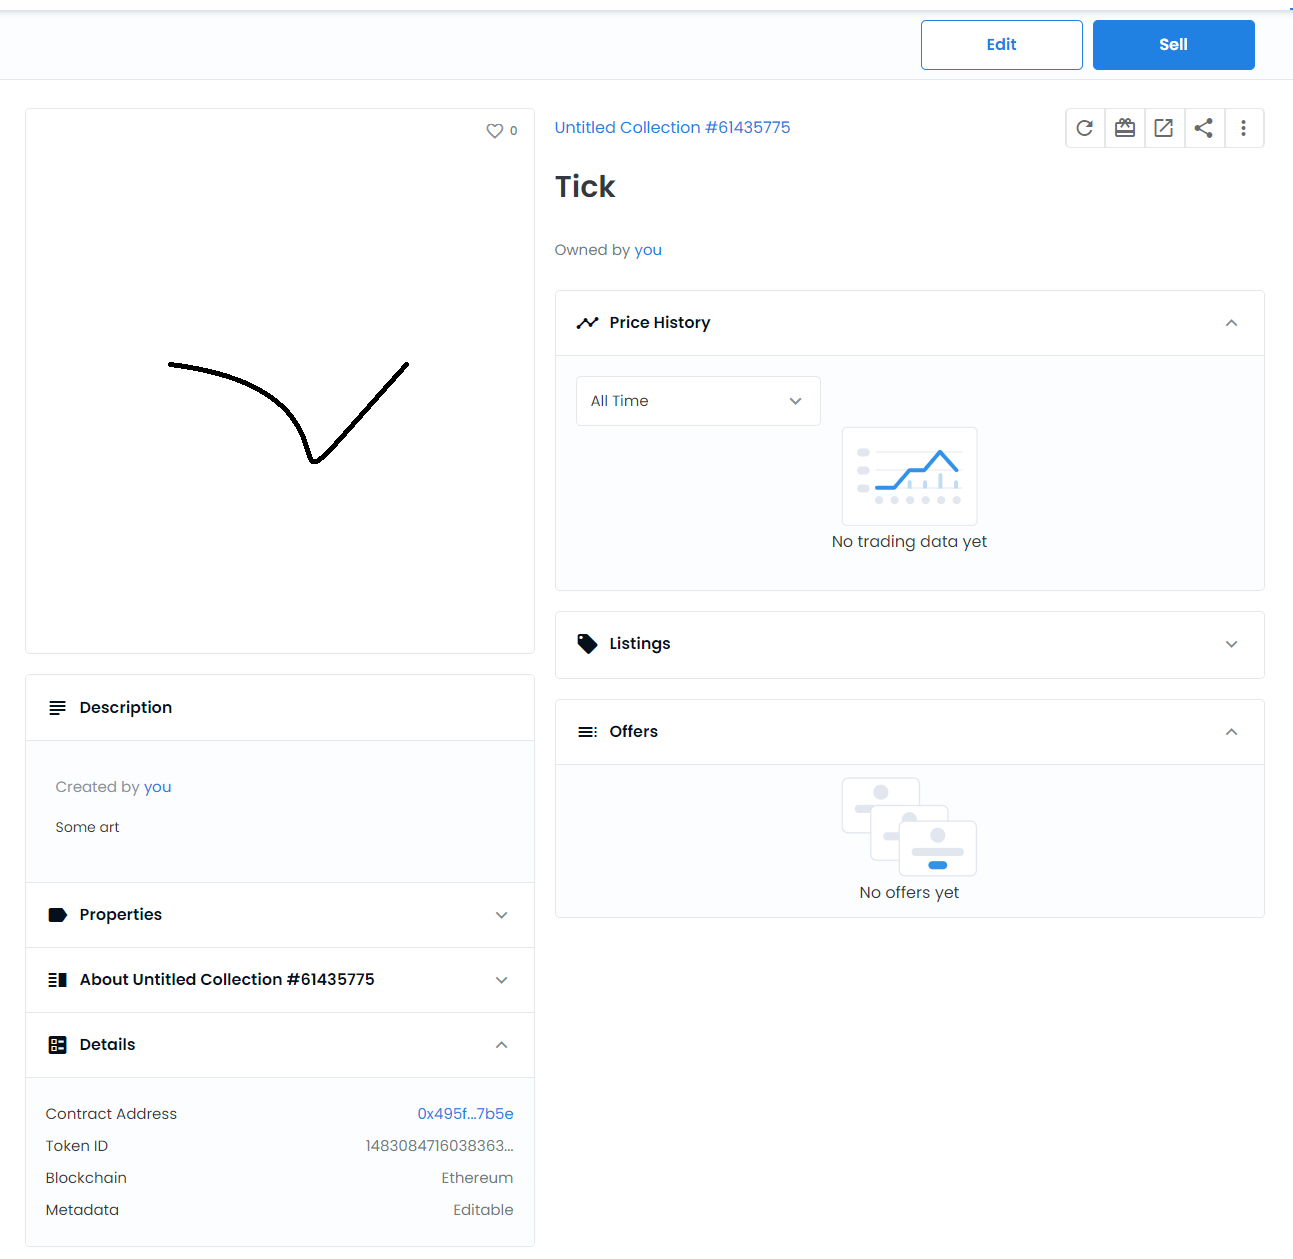 Edit
Sell
0
Untitled Collection #61435775
Tick
Owned by you
Price History
All Time
No trading data yet
Listings
Offers
No offers yet
Description
Created by you
Some art
Properties
About Untitled Collection #61435775
Details
Contract Address 0x495f...7b5e
Token ID 1483084716038363...
Blockchain Ethereum
Metadata Editable